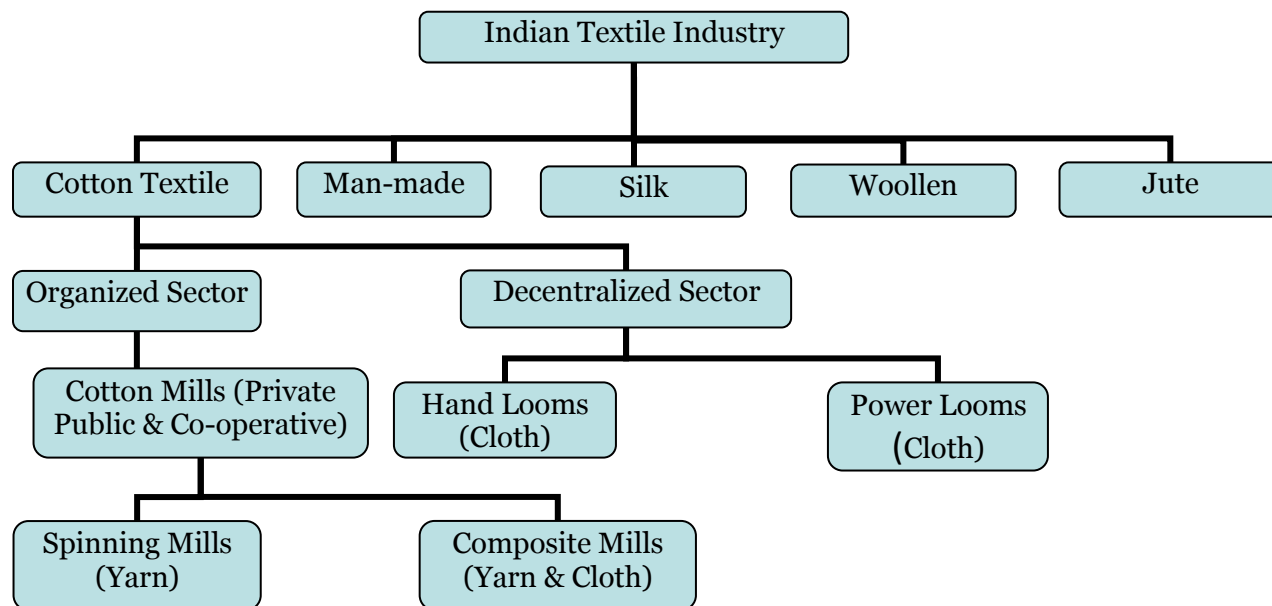 Indian Textile Industry
Cotton Textile
Man-made
Silk
Woollen
Jute
Organized Sector
Decentralized Sector
Cotton Mills (Private
Public & Co-operative)
Hand Looms
(Cloth)
Power Looms
(Cloth)
Spinning Mills
(Yarn)
Composite Mills
(Yarn & Cloth)